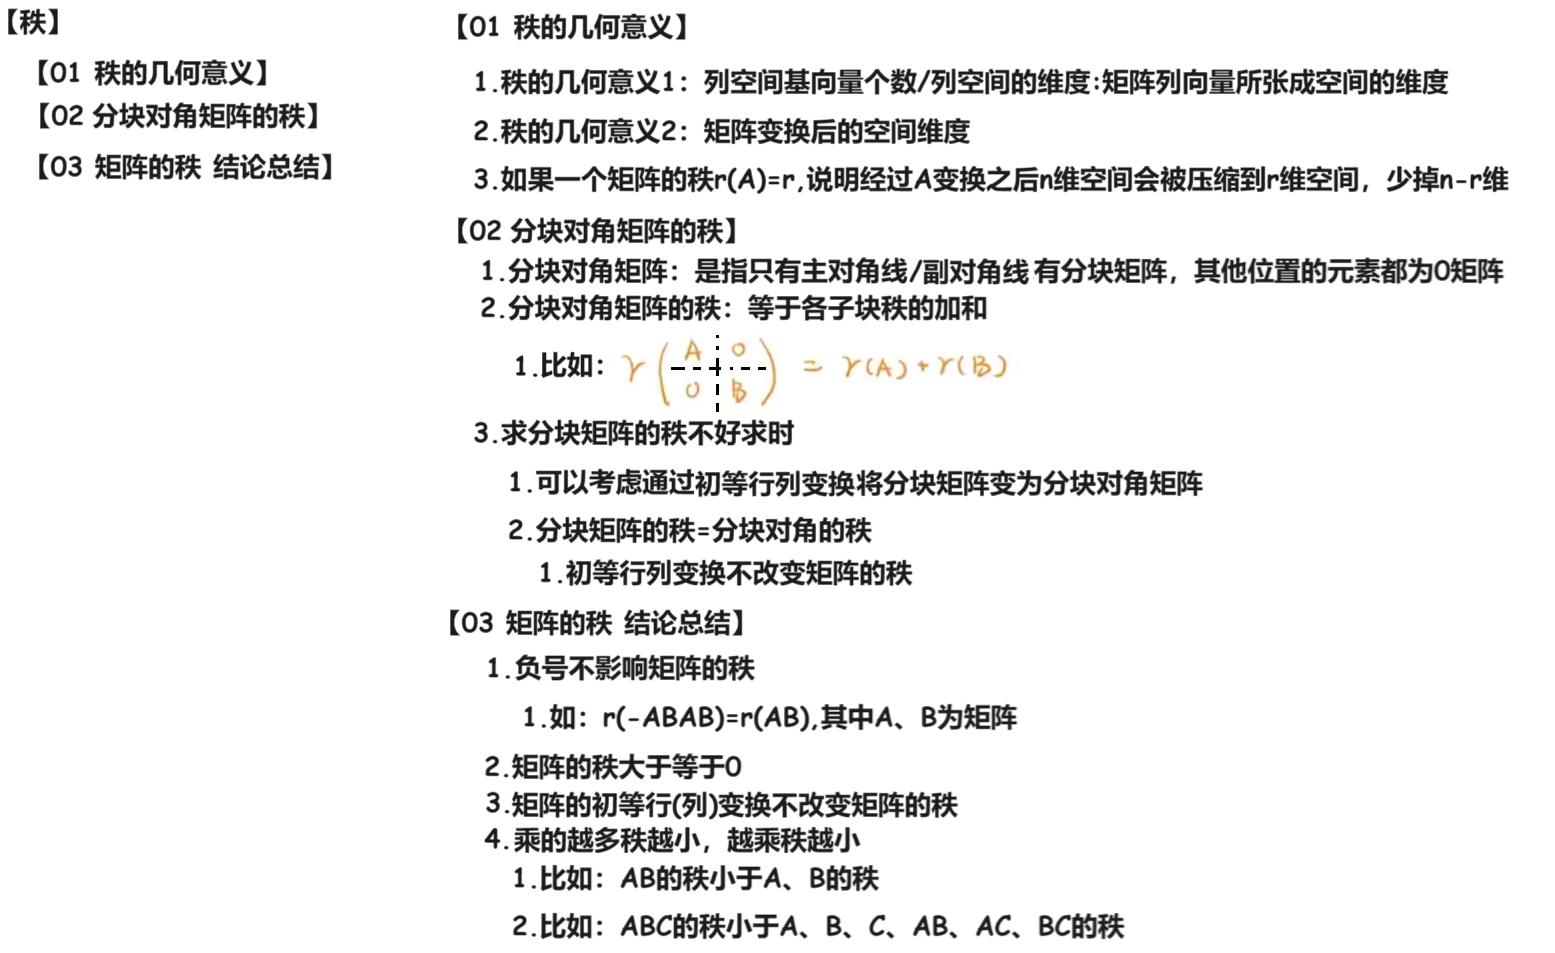 【秩】
【01 秩的几何意义】
【02 分块对角矩阵的秩】
【03 矩阵的秩 结论总结】
【01 秩的几何意义】
1.秩的几何意义1：列空间基向量个数/列空间的维度:矩阵列向量所张成空间的维度
2.秩的几何意义2：矩阵变换后的空间维度
3.如果一个矩阵的秩r(A)=r,说明经过A变换之后n维空间会被压缩到r维空间，少掉n-r维
【02 分块对角矩阵的秩】
1.分块对角矩阵：是指只有主对角线/副对角线 有分块矩阵，其他位置的元素都为0矩阵
2.分块对角矩阵的秩：等于各子块秩的加和
1.比如：r ( A 0
0 B ) = r(A) + r(B)
3.求分块矩阵的秩不好求时
1.可以考虑通过初等行列变换将分块矩阵变为分块对角矩阵
2.分块矩阵的秩=分块对角的秩
1.初等行列变换不改变矩阵的秩
【03 矩阵的秩 结论总结】
1.负号不影响矩阵的秩
1.如：r(-ABAB)=r(AB),其中A、B为矩阵
2.矩阵的秩大于等于0
3.矩阵的初等行(列)变换不改变矩阵的秩
4.乘的越多秩越小，越乘秩越小
1.比如：AB的秩小于A、B的秩
2.比如：ABC的秩小于A、B、C、AB、AC、BC的秩